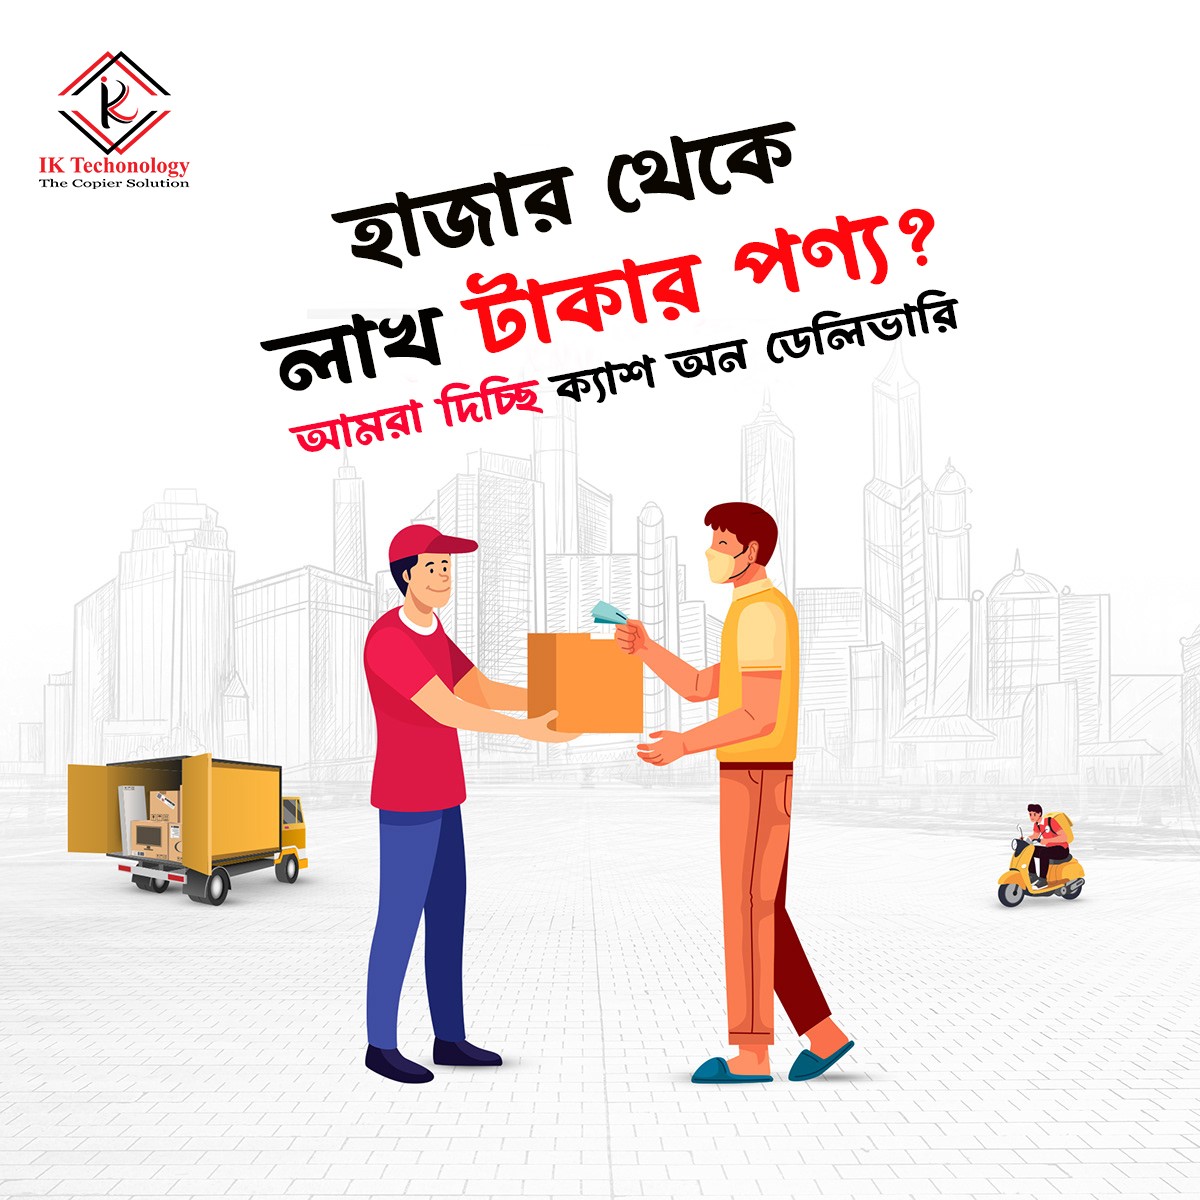 IK Techonology
The Copier Solution
হাজার থেকে
লাখ টাকার পণ্য?
আমরা দিচ্ছি ক্যাশ অন ডেলিভারি